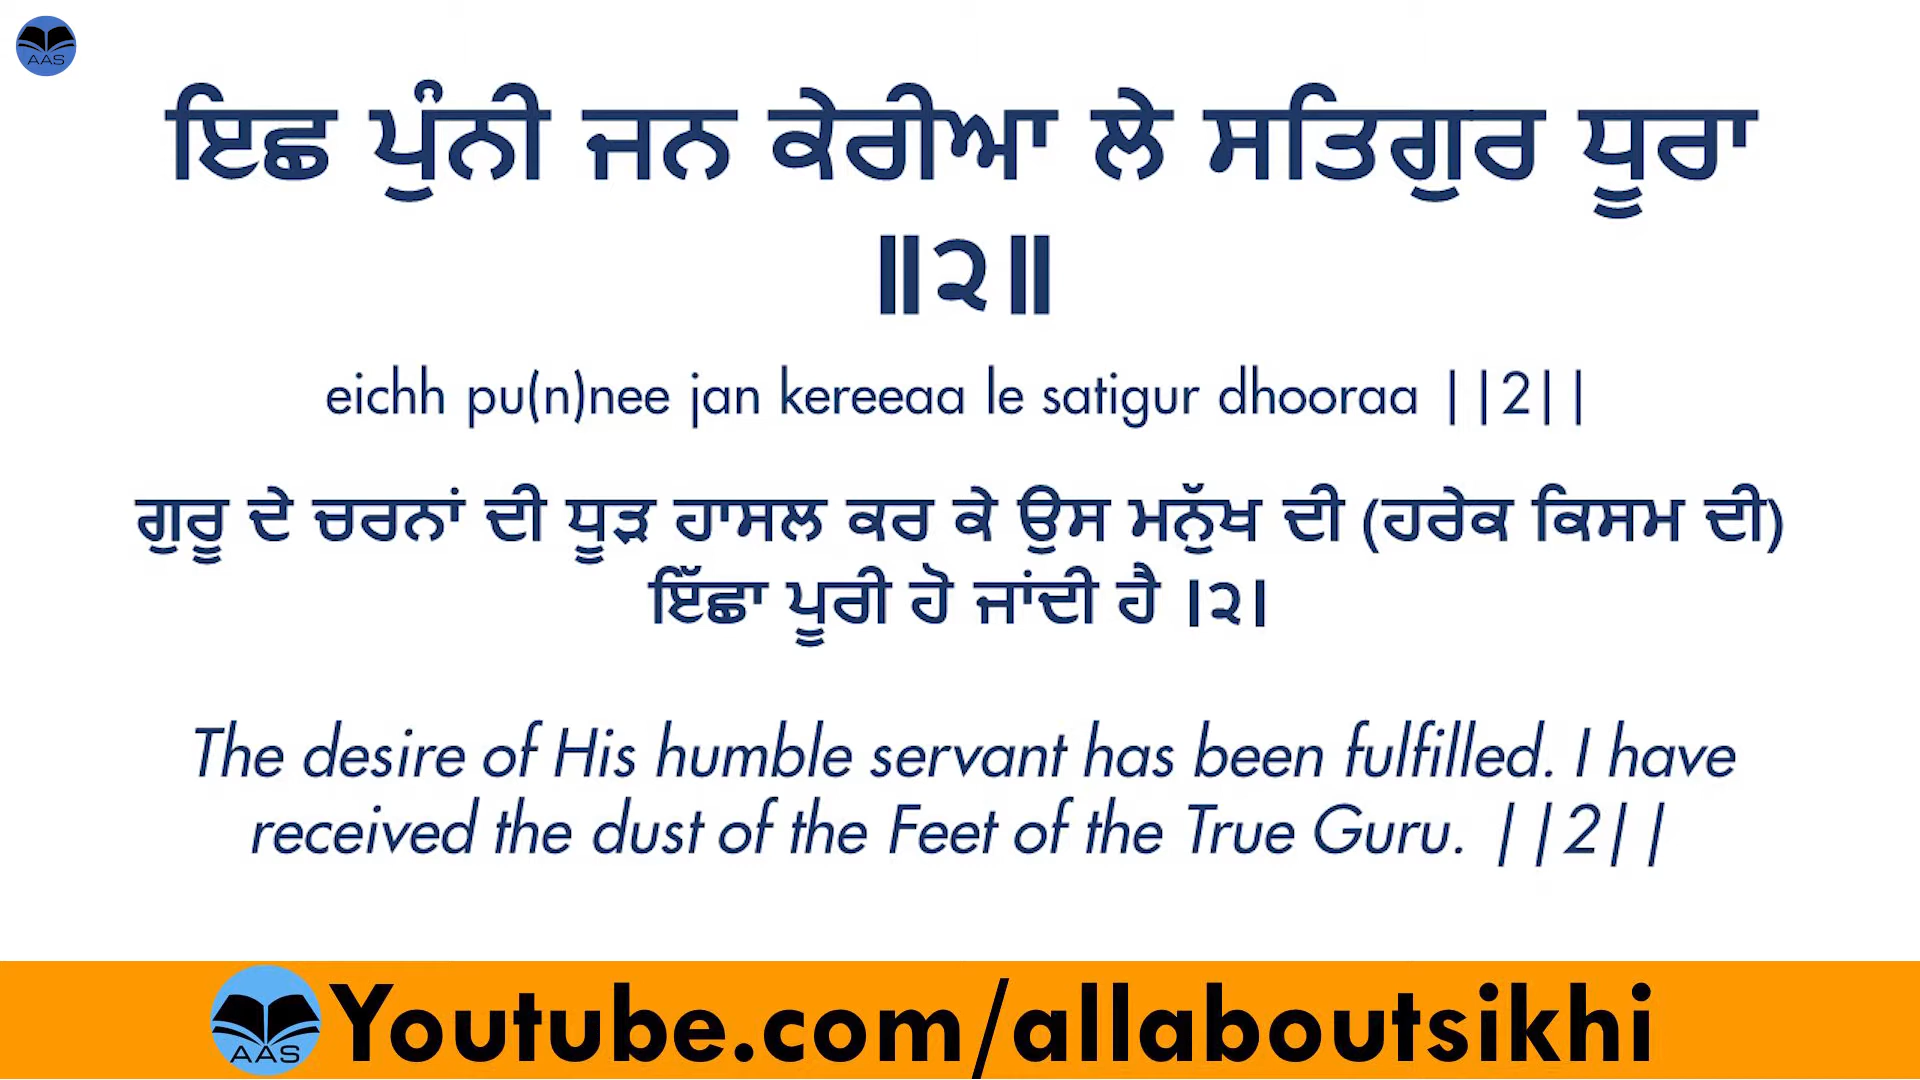 AAS
ਇਛ ਪੁੰਨੀ ਜਨ ਕੇਰੀਆ ਲੇ ਸਤਿਗੁਰ ਧੂਰਾ
॥੨॥
eichh pu(n)nee jan kereeaa le satigur dhooraa ||2||
ਗੁਰੂ ਦੇ ਚਰਨਾਂ ਦੀ ਧੂੜ ਹਾਸਲ ਕਰ ਕੇ ਉਸ ਮਨੁੱਖ ਦੀ (ਹਰੇਕ ਕਿਸਮ ਦੀ)
ਇੱਛਾ ਪੂਰੀ ਹੋ ਜਾਂਦੀ ਹੈ ।੨।
The desire of His humble servant has been fulfilled. I have
received the dust of the Feet of the True Guru. ||2||
AAS Youtube.com/allaboutsikhi